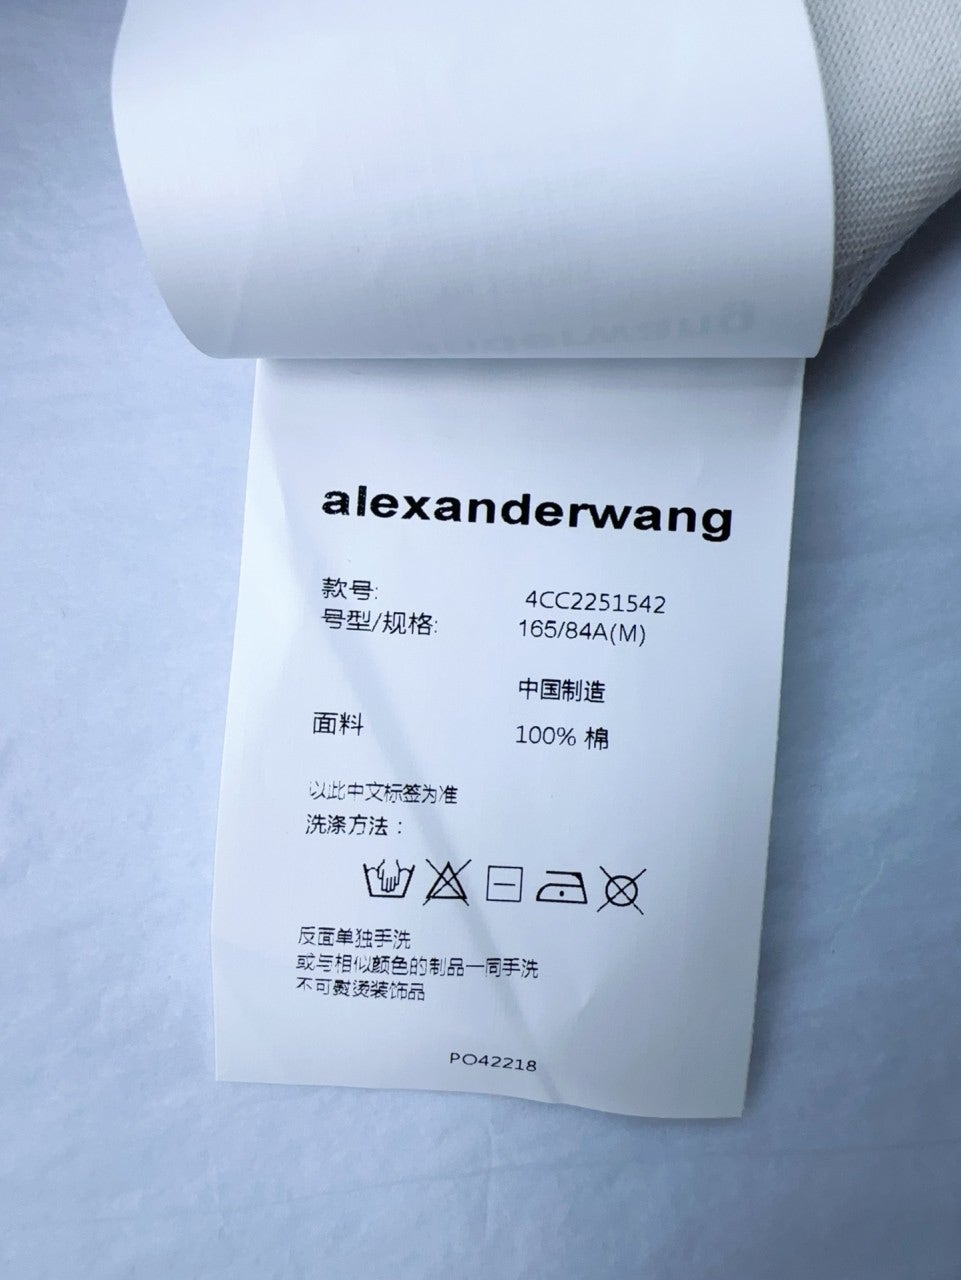 alexanderwang
款号: 4CC2251542
号型/规格: 165/84A(M)
中国制造
面料 100% 棉
以此中文标签为准
洗涤方法：
反面单独手洗
或与相似颜色的制品一同手洗
不可熨烫装饰品
PO42218